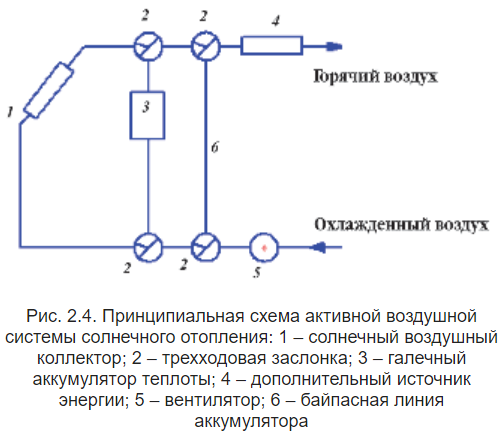 2 2 4
Горячий воздух
1 3
6
Охлажденный воздух
2 2 5
Рис. 2.4. Принципиальная схема активной воздушной
системы солнечного отопления: 1 – солнечный воздушный
коллектор; 2 – трехходовая заслонка; 3 – галечный
аккумулятор теплоты; 4 – дополнительный источник
энергии; 5 – вентилятор; 6 – байпасная линия
аккумулятора